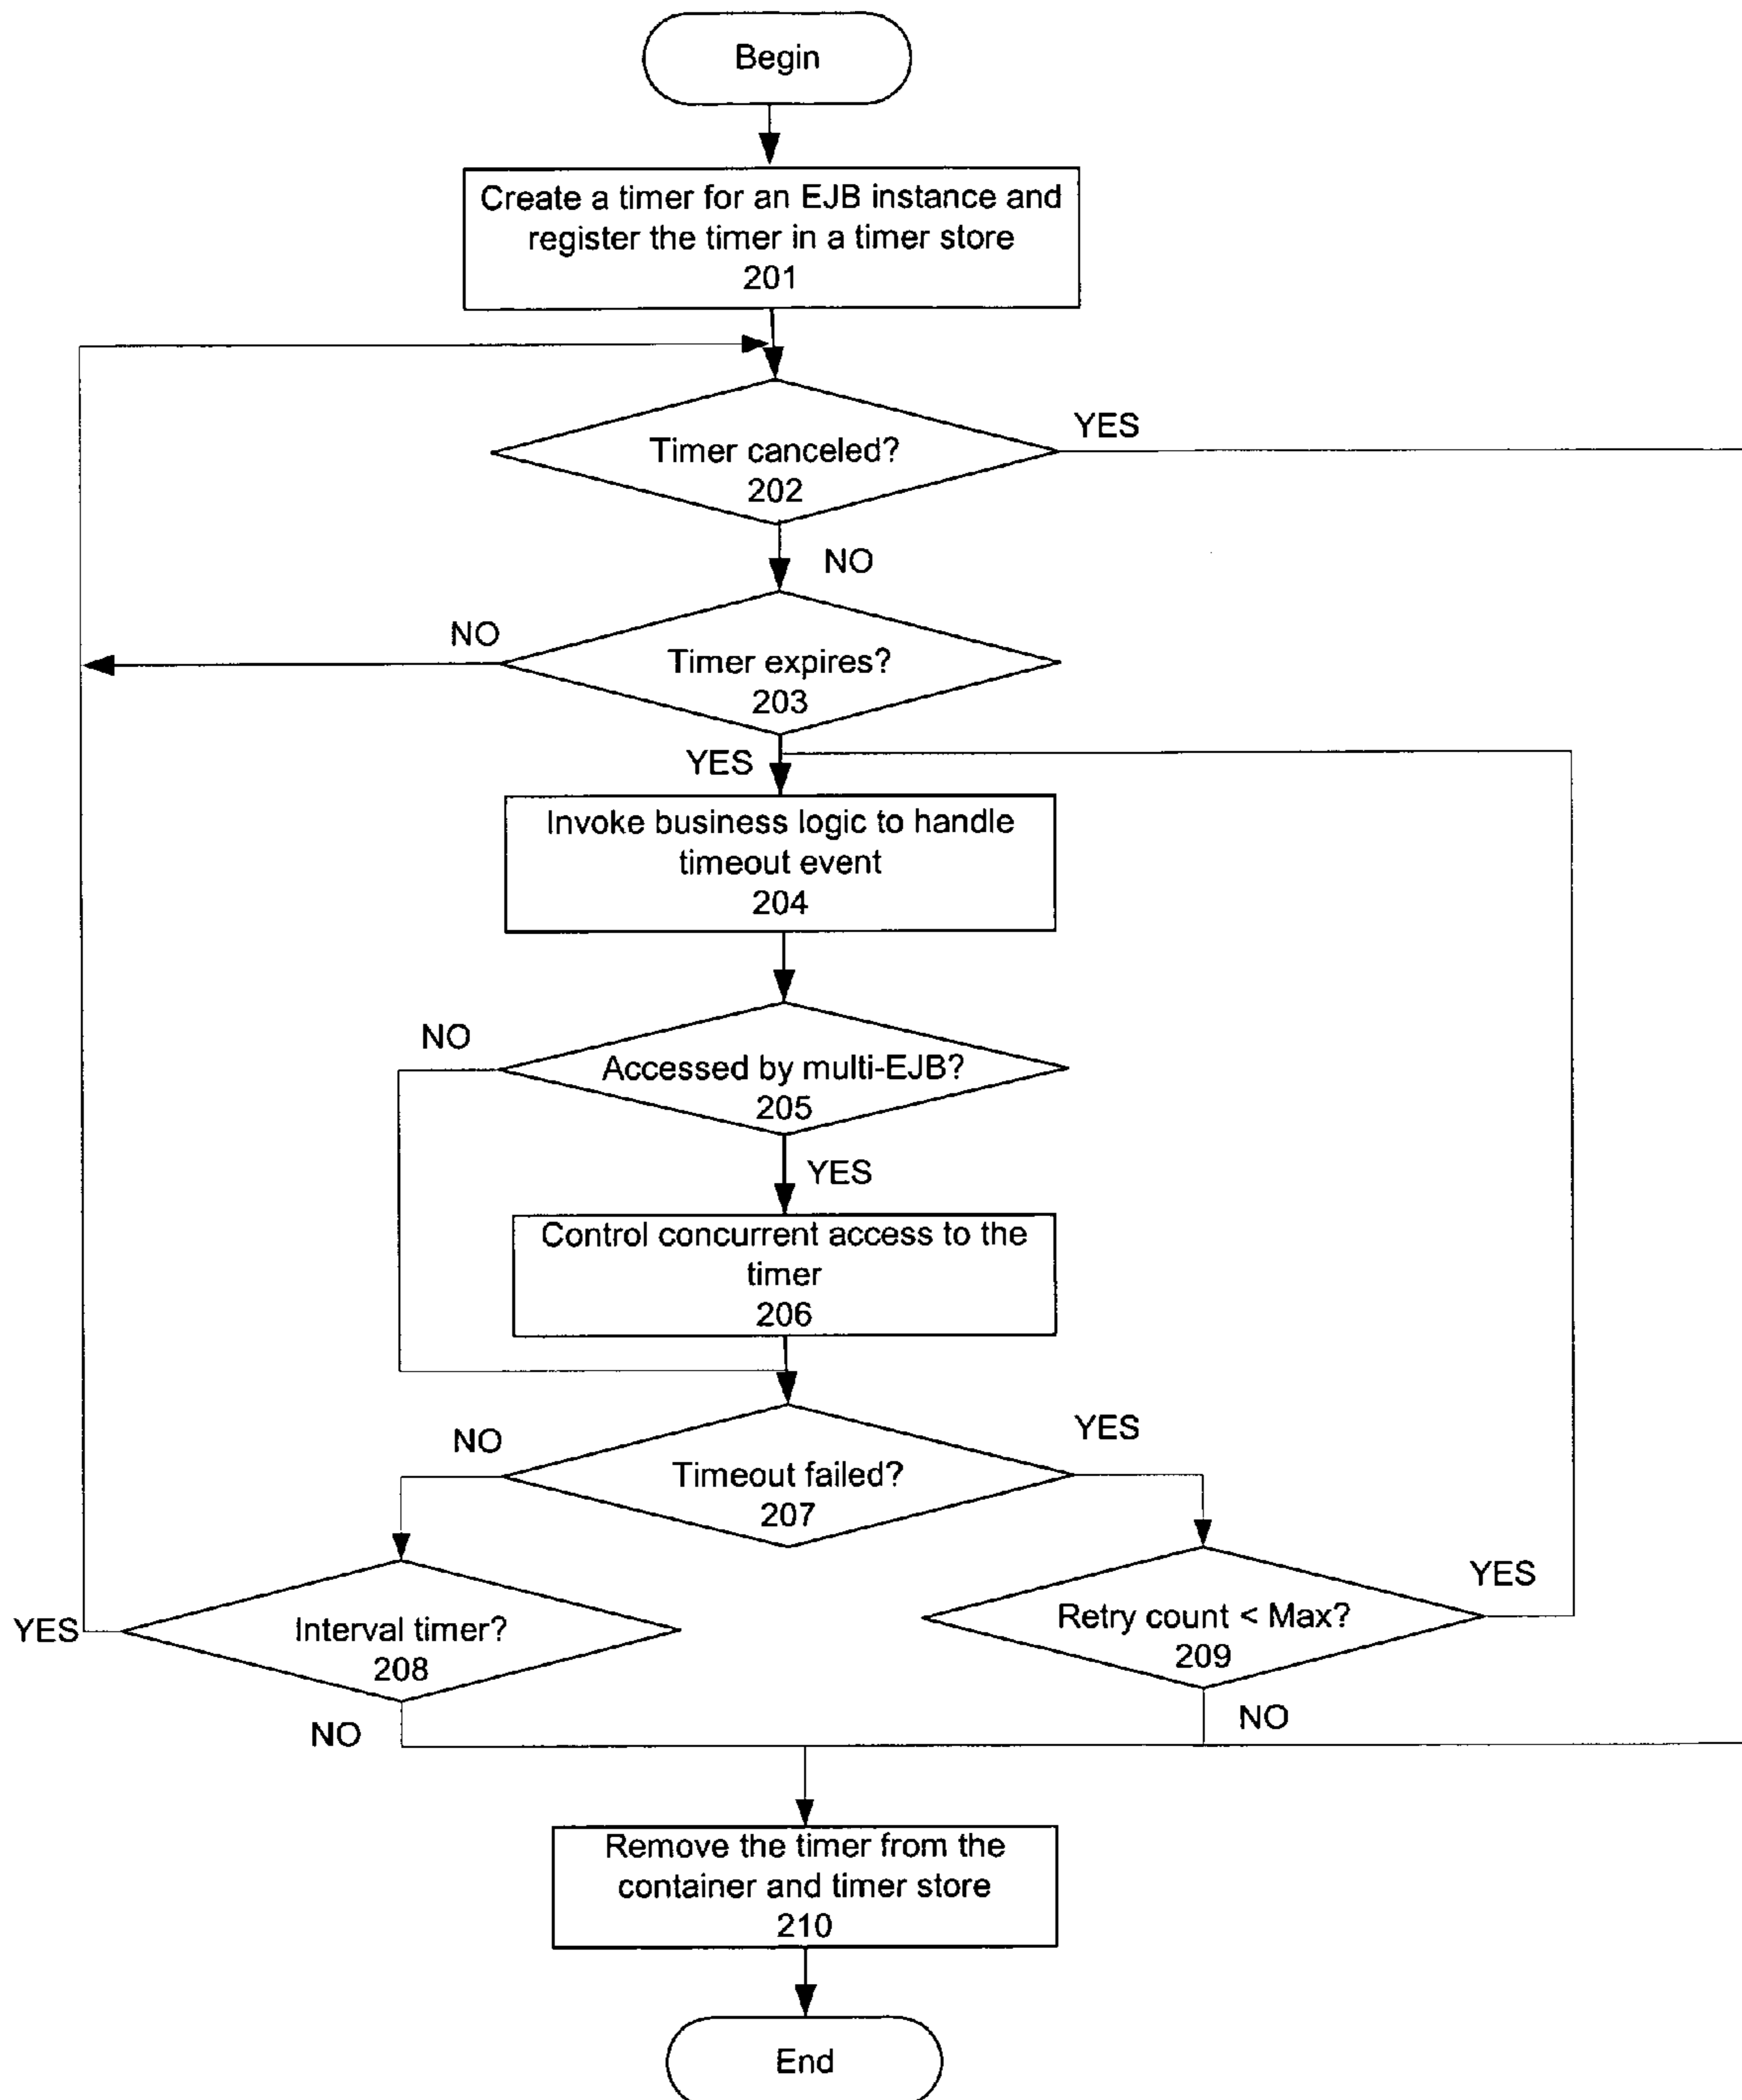 Begin
Create a timer for an EJB instance and
register the timer in a timer store
201
Timer canceled?
202
YES
NO
Timer expires?
203
NO
YES
Invoke business logic to handle
timeout event
204
Accessed by multi-EJB?
205
NO
YES
Control concurrent access to the
timer
206
Timeout failed?
207
NO
YES
Interval timer?
208
YES
NO
Retry count < Max?
209
YES
NO
Remove the timer from the
container and timer store
210
End